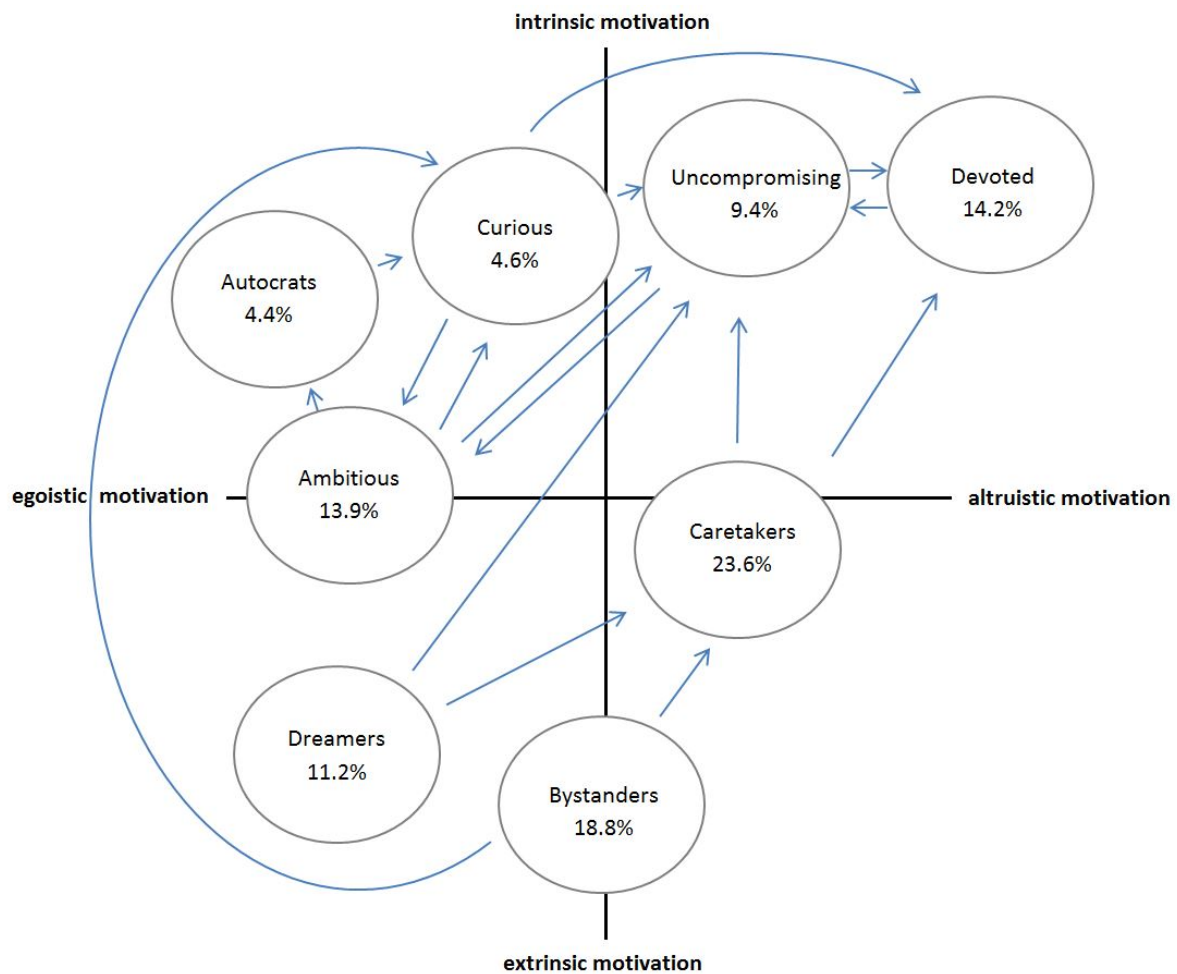 intrinsic motivation
Uncompromising
9.4%
Devoted
14.2%
Curious
4.6%
Autocrats
4.4%
Ambitious
13.9%
egoistic motivation
altruistic motivation
Caretakers
23.6%
Dreamers
11.2%
Bystanders
18.8%
extrinsic motivation